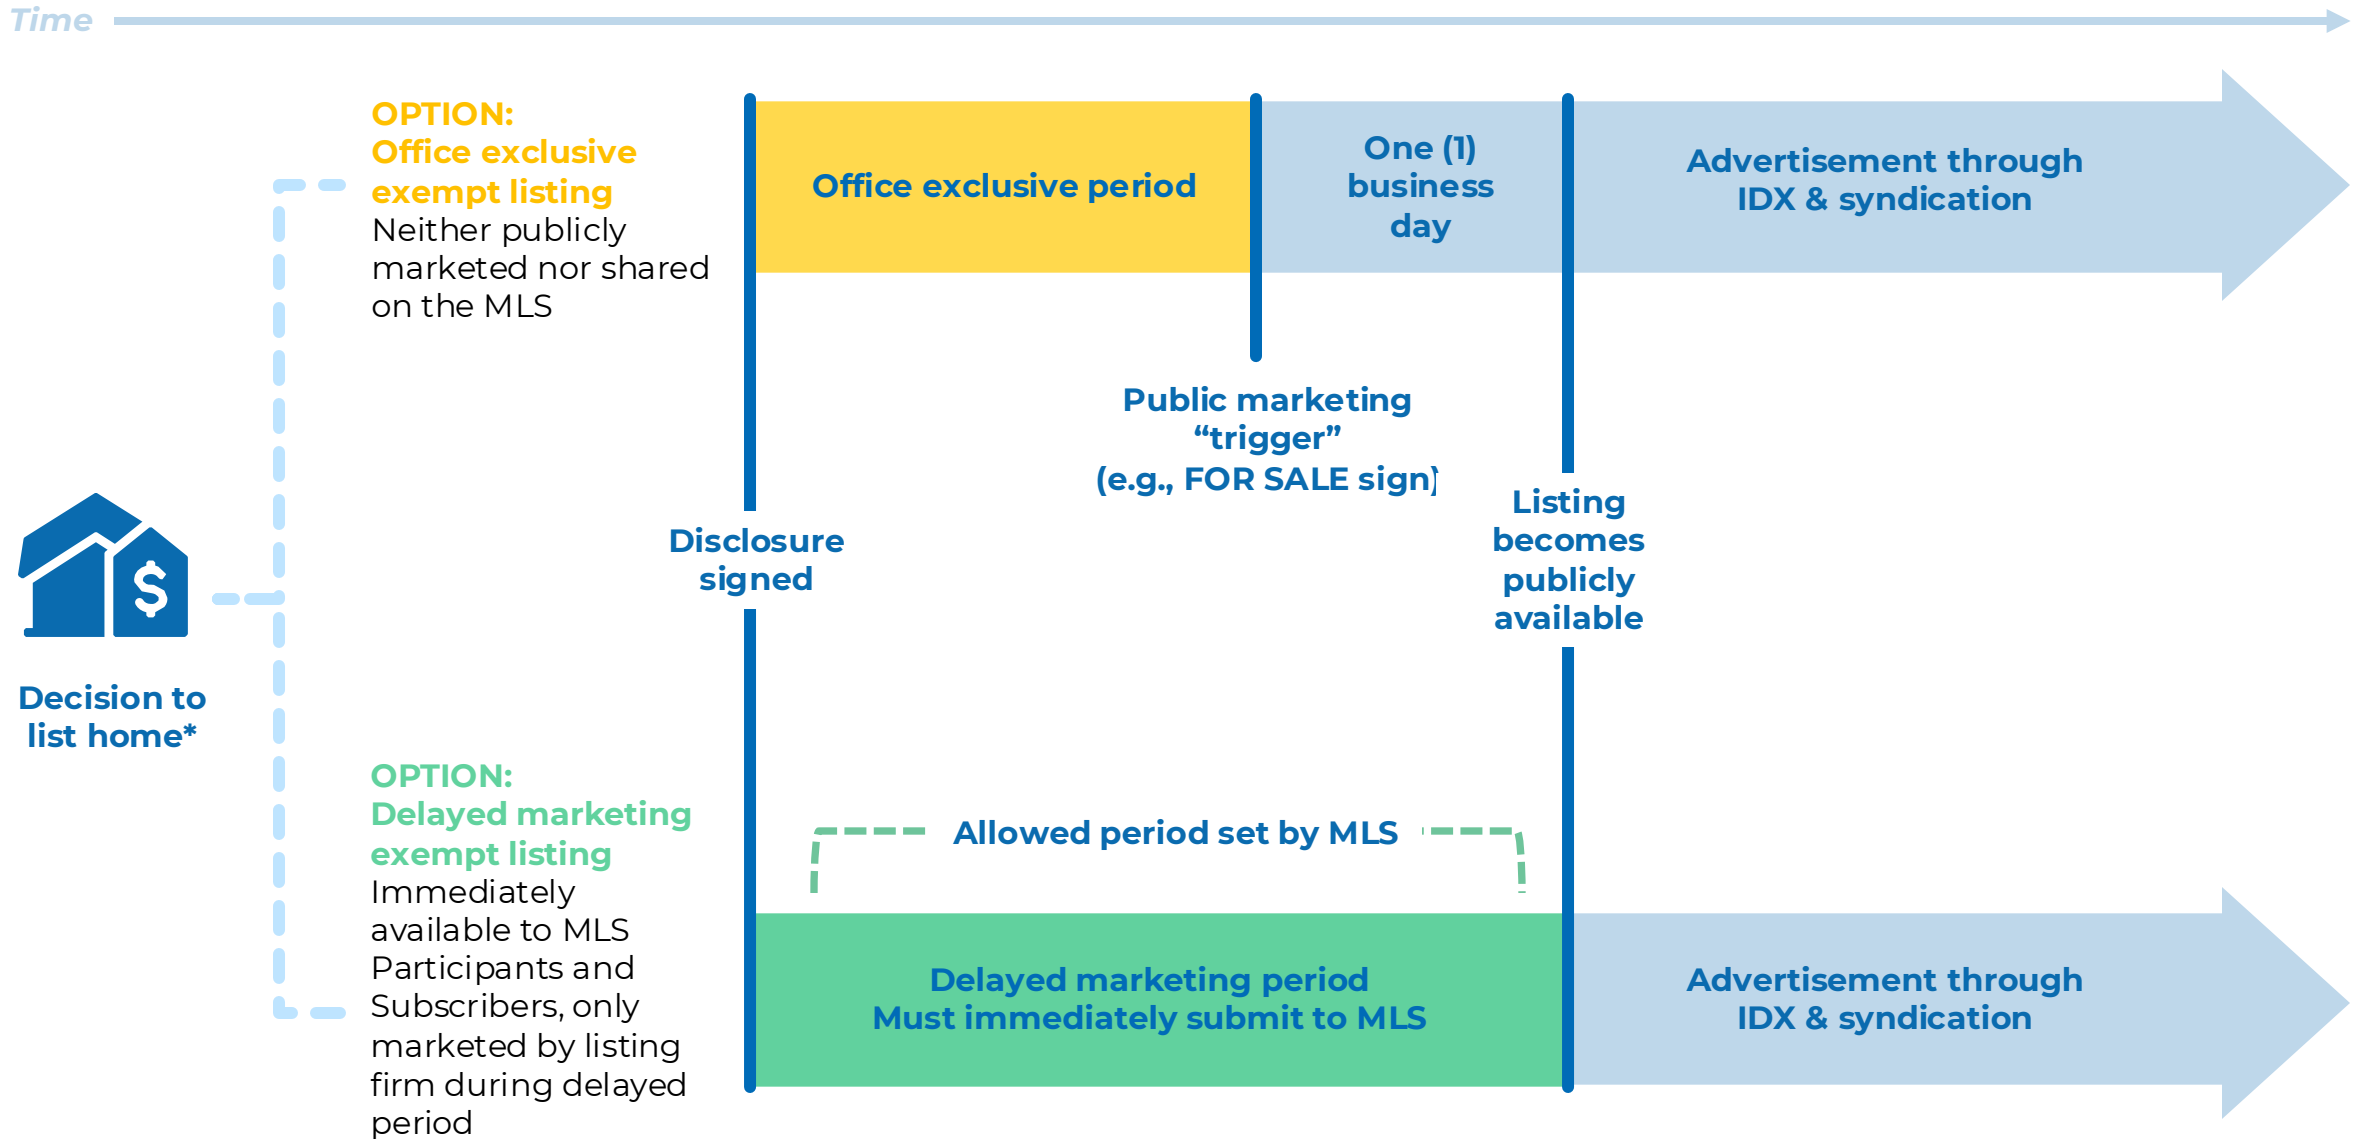 Time
OPTION:
Office exclusive
exempt listing
Neither publicly
marketed nor shared
on the MLS
Office exclusive period
One (1)
business
day
Advertisement through
IDX & syndication
Public marketing
“trigger”
(e.g., FOR SALE sign)
Disclosure
signed
Listing
becomes
publicly
available
Decision to
list home*
OPTION:
Delayed marketing
exempt listing
Immediately
available to MLS
Participants and
Subscribers, only
marketed by listing
firm during delayed
period
Allowed period set by MLS
Delayed marketing period
Must immediately submit to MLS
Advertisement through
IDX & syndication